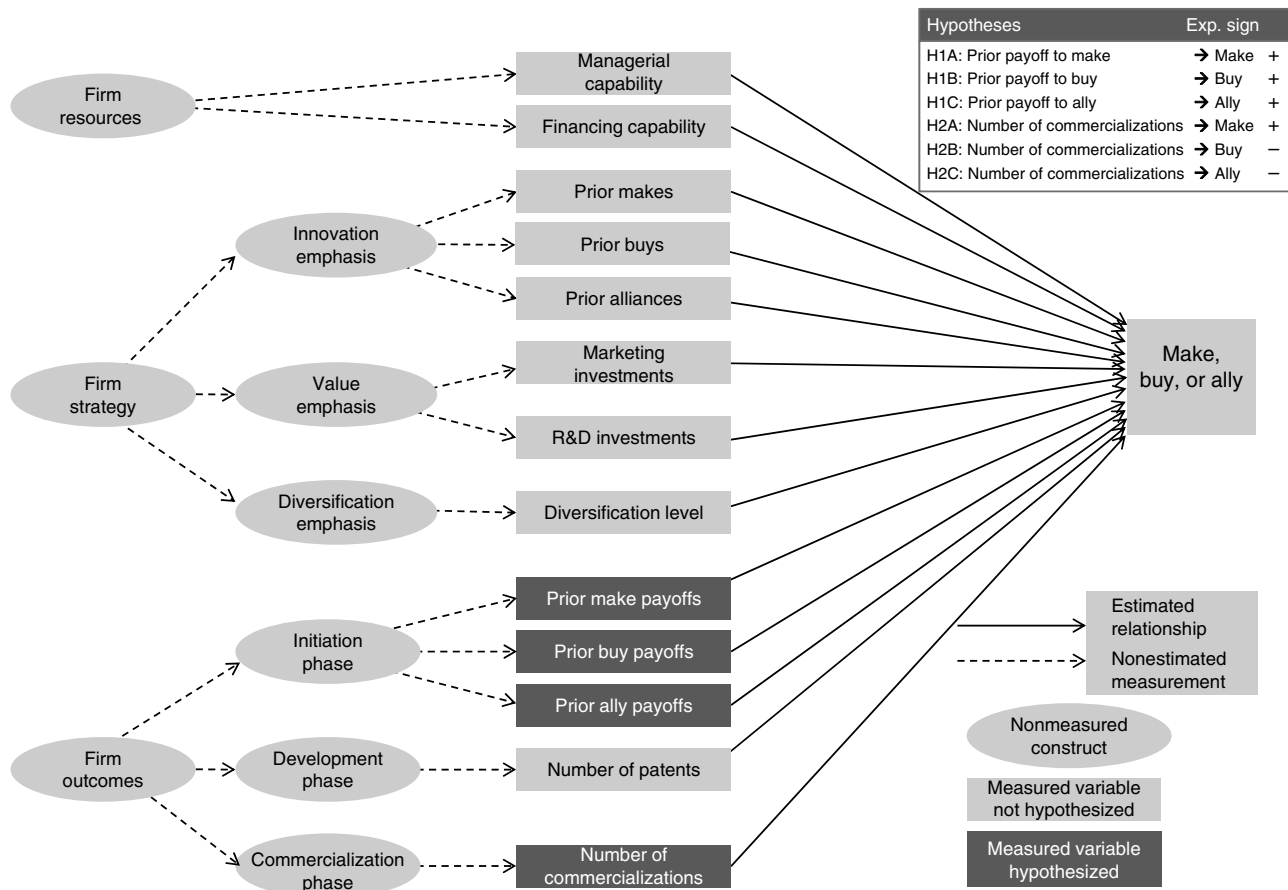 Hypotheses Exp. sign
H1A: Prior payoff to make → Make +
H1B: Prior payoff to buy → Buy +
H1C: Prior payoff to ally → Ally +
H2A: Number of commercializations → Make +
H2B: Number of commercializations → Buy –
H2C: Number of commercializations → Ally –
Firm
resources
Managerial
capability
Financing capability
Firm
strategy
Innovation
emphasis
Prior makes
Prior buys
Prior alliances
Value
emphasis
Marketing
investments
R&D investments
Diversification
emphasis
Diversification level
Make,
buy, or ally
Firm
outcomes
Initiation
phase
Prior make payoffs
Prior buy payoffs
Prior ally payoffs
Development
phase
Number of patents
Commercialization
phase
Number of
commercializations
Estimated
relationship
Nonestimated
measurement
Nonmeasured
construct
Measured variable
not hypothesized
Measured variable
hypothesized